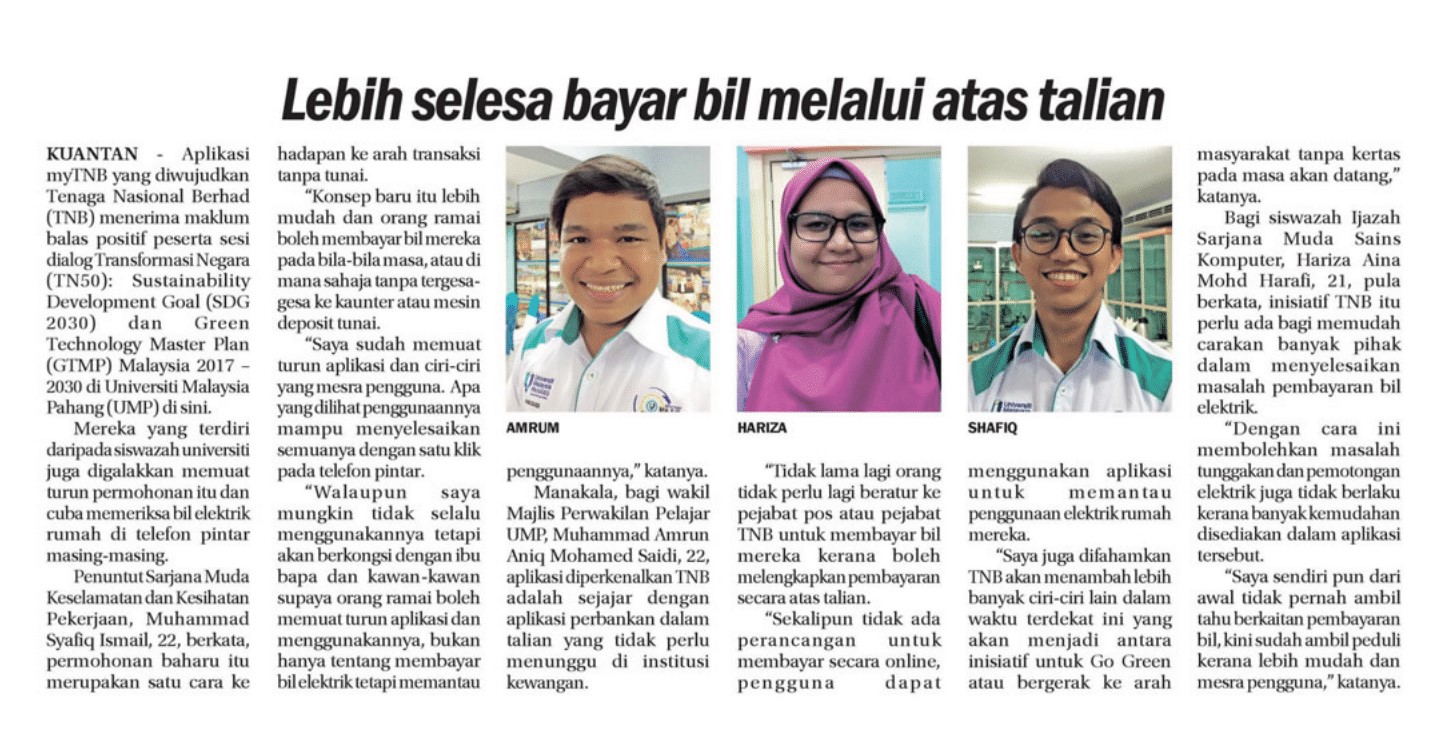 Lebih selesa bayar bil melalui atas talian
KUANTAN - Aplikasi
myTNB yang diwujudkan
Tenaga Nasional Berhad
(TNB) menerima maklum
balas positif peserta sesi
dialog Transformasi Negara
(TN50): Sustainability
Development Goal (SDG
2030) dan Green
Technology Master Plan
(GTMP) Malaysia 2017 –
2030 di Universiti Malaysia
Pahang (UMP) di sini.
Mereka yang terdiri
daripada siswazah universiti
juga digalakkan memuat
turun permohonan itu dan
cuba memeriksa bil elektrik
rumah di telefon pintar
masing-masing.
Penuntut Sarjana Muda
Keselamatan dan Kesihatan
Pekerjaan, Muhammad
Syafiq Ismail, 22, berkata,
permohonan baharu itu
merupakan satu cara ke
hadapan ke arah transaksi
tanpa tunai.
“Konsep baru itu lebih
mudah dan orang ramai
boleh membayar bil mereka
pada bila-bila masa, atau di
mana sahaja tanpa tergesa-
gesa ke kaunter atau mesin
deposit tunai.
“Saya sudah memuat
turun aplikasi dan ciri-ciri
yang mesra pengguna. Apa
yang dilihat penggunaannya
mampu menyelesaikan
semuanya dengan satu klik
pada telefon pintar.
“Walaupun saya
mungkin tidak selalu
menggunakannya tetapi
akan berkongsi dengan ibu
bapa dan kawan-kawan
supaya orang ramai boleh
memuat turun aplikasi dan
menggunakannya, bukan
hanya tentang membayar
bil elektrik tetapi memantau
AMRUM
penggunaannya,” katanya.
Manakala, bagi wakil
Majlis Perwakilan Pelajar
UMP, Muhammad Amrun
Aniq Mohamed Saidi, 22,
aplikasi diperkenalkan TNB
adalah sejajar dengan
aplikasi perbankan dalam
talian yang tidak perlu
menunggu di institusi
kewangan.
HARIZA
“Tidak lama lagi orang
tidak perlu lagi beratur ke
pejabat pos atau pejabat
TNB untuk membayar bil
mereka kerana boleh
melengkapkan pembayaran
secara atas talian.
“Sekalipun tidak ada
perancangan untuk
membayar secara online,
pengguna dapat
SHAFIQ
menggunakan aplikasi
untuk memantau
penggunaan elektrik rumah
mereka.
“Saya juga difahamkan
TNB akan menambah lebih
banyak ciri-ciri lain dalam
waktu terdekat ini yang
akan menjadi antara
inisiatif untuk Go Green
atau bergerak ke arah
masyarakat tanpa kertas
pada masa akan datang,”
katanya.
Bagi siswazah Ijazah
Sarjana Muda Sains
Komputer, Hariza Aina
Mohd Harafi, 21, pula
berkata, inisiatif TNB itu
perlu ada bagi memudah
carakan banyak pihak
dalam menyelesaikan
masalah pembayaran bil
elektrik.
“Dengan cara ini
membolehkan masalah
tunggakan dan pemotongan
elektrik juga tidak berlaku
kerana banyak kemudahan
disediakan dalam aplikasi
tersebut.
“Saya sendiri pun dari
awal tidak pernah ambil
tahu berkaitan pembayaran
bil, kini sudah ambil peduli
kerana lebih mudah dan
mesra pengguna,” katanya.